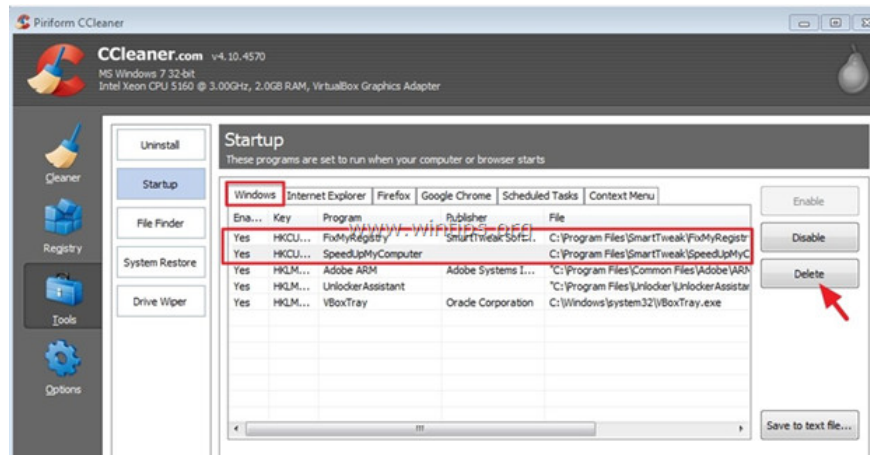 Piriform CCleaner
CCleaner.com v4.10.4570
MS Windows 7 32-bit
Intel Xeon CPU 5160 @ 3.00GHz, 2.0GB RAM, VirtualBox Graphics Adapter
Cleaner
Registry
Tools
Options
Uninstall
Startup
File Finder
System Restore
Drive Wiper
Startup
These programs are set to run when your computer or browser starts
Windows Internet Explorer Firefox Google Chrome Scheduled Tasks Context Menu
Ena... Key Program Publisher File
www.wintips.org
Yes HKCU... FixMyRegistry SmartTweak Soft... C:\Program Files\SmartTweak\FixMyRegistr
Yes HKCU... SpeedUpMyComputer C:\Program Files\SmartTweak\SpeedUpMyC
Yes HKLM... Adobe ARM Adobe Systems I... "C:\Program Files\Common Files\Adobe\ARM
Yes HKLM... UnlockerAssistant "C:\Program Files\Unlocker\UnlockerAssistar
Yes HKLM... VBoxTray Oracle Corporation C:\Windows\system32\VBoxTray.exe
Enable
Disable
Delete
Save to text file...